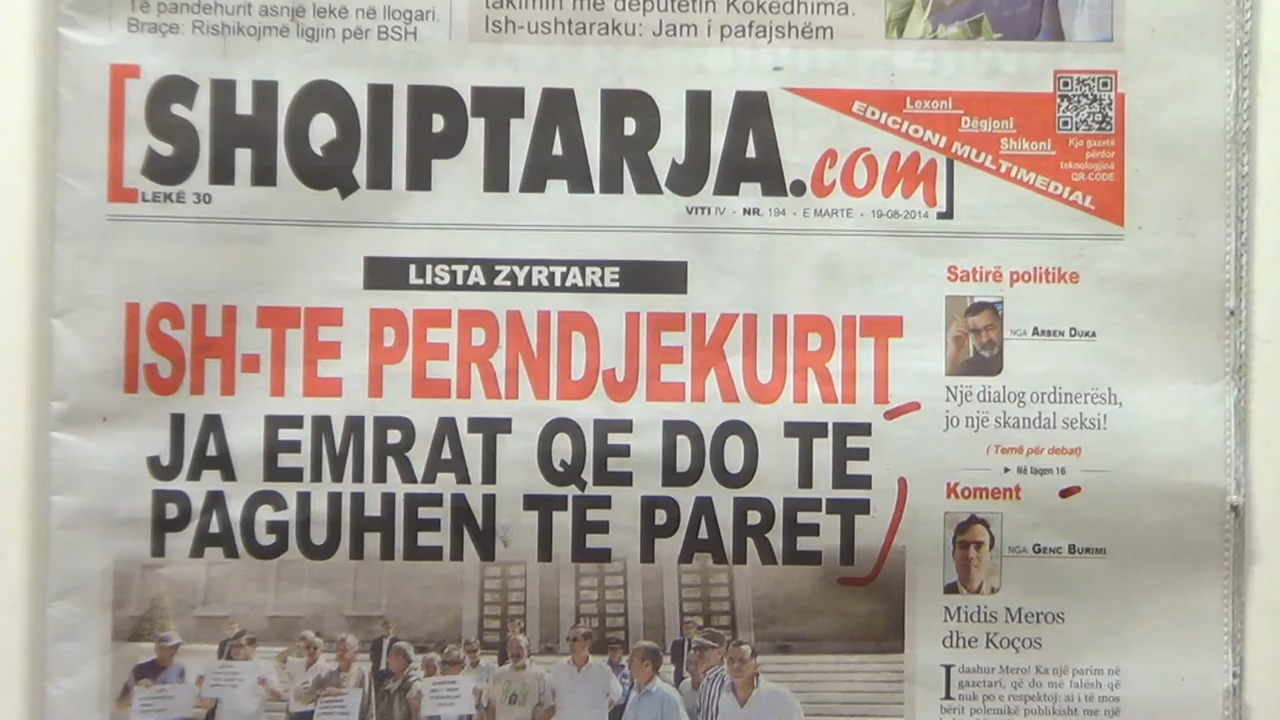 Të pandehurit asnjë lekë në llogari.
Braçe: Rishikojmë ligjin për BSH
takimin me deputetin Kokëdhima.
Ish-ushtaraku: Jam i pafajshëm
[SHQIPTARJA.com]
LEKË 30
VITI IV - NR. 194 - E MARTË - 19-08-2014
EDICIONI MULTIMEDIAL
Lexoni
Dëgjoni
Shikoni
Kjo gazetë
përdor
teknologjinë
QR-CODE
LISTA ZYRTARE
ISH-TE PERNDJEKURIT
JA EMRAT QE DO TE
PAGUHEN TE PARET
Satirë politike
NGA ARBEN DUKA
Një dialog ordinerësh,
jo një skandal seksi!
(Temë për debat)
► Në faqen 16
Koment
NGA GENC BURIMI
Midis Meros
dhe Koços
I dashur Mero! Ka një parim në
gazetari, që do më falësh që
nuk po e respektoj: ai i të mos
bërit polemikë publikisht me një